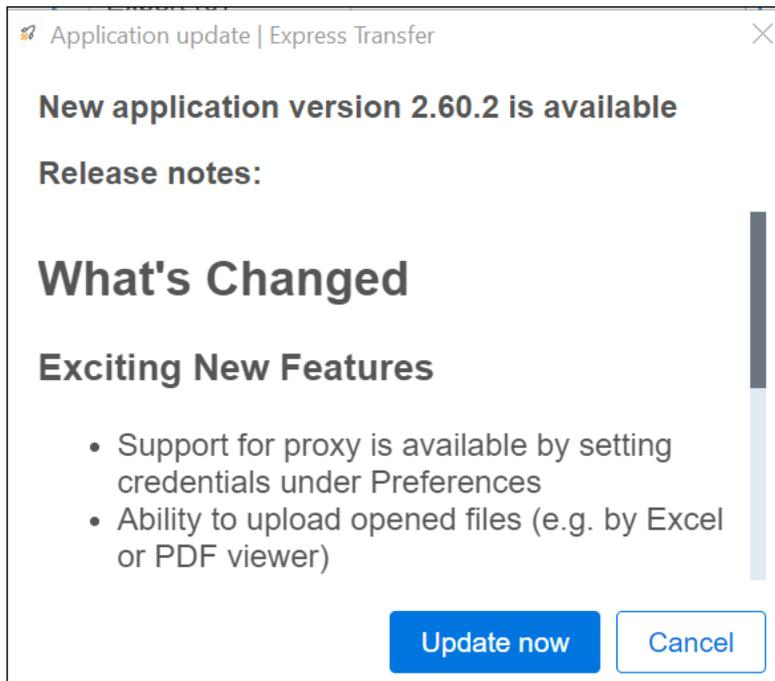 Application update | Express Transfer
New application version 2.60.2 is available
Release notes:
What's Changed
Exciting New Features
• Support for proxy is available by setting
credentials under Preferences
• Ability to upload opened files (e.g. by Excel
or PDF viewer)
Update now
Cancel